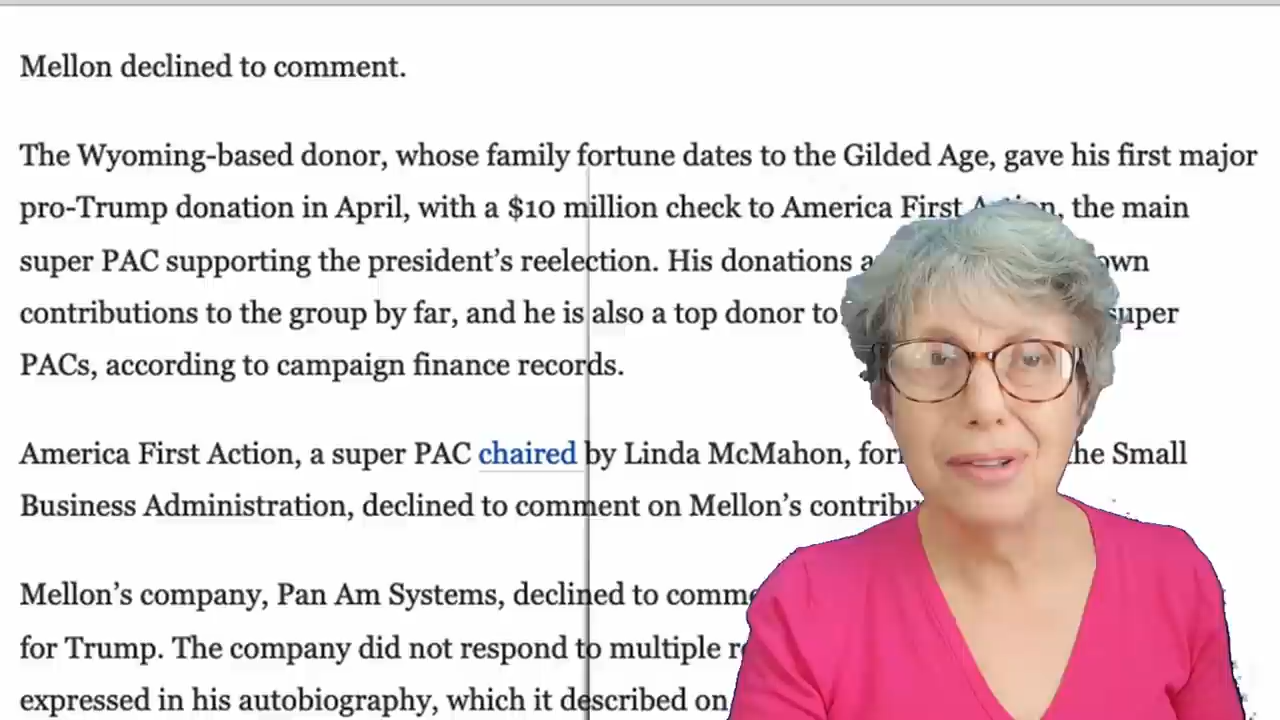 Mellon declined to comment.
The Wyoming-based donor, whose family fortune dates to the Gilded Age, gave his first major
pro-Trump donation in April, with a $10 million check to America First the main
super PAC supporting the president’s reelection. His donations
contributions to the group by far, and he is also a top donor to super
PACs, according to campaign finance records.
America First Action, a super PAC chaired by Linda McMahon, Small
Business Administration, declined to comment on Mellon’s
Mellon’s company, Pan Am Systems, declined to
for Trump. The company did not respond to multiple
expressed in his autobiography, which it described on